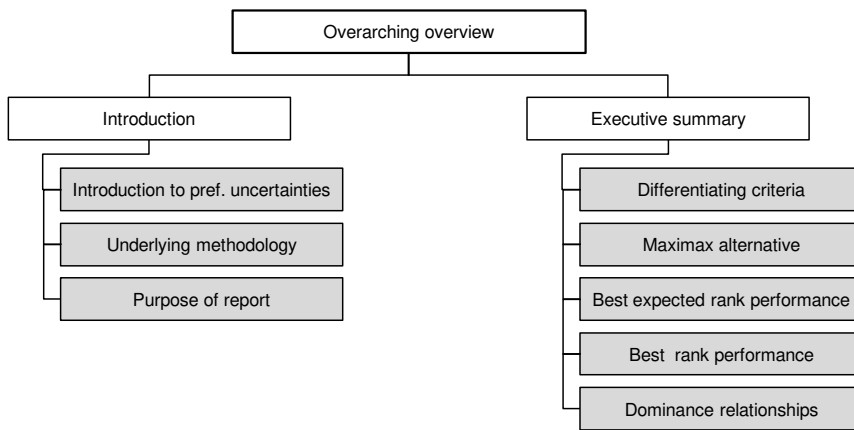 Overarching overview
Introduction
Introduction to pref. uncertainties
Underlying methodology
Purpose of report
Executive summary
Differentiating criteria
Maximax alternative
Best expected rank performance
Best rank performance
Dominance relationships